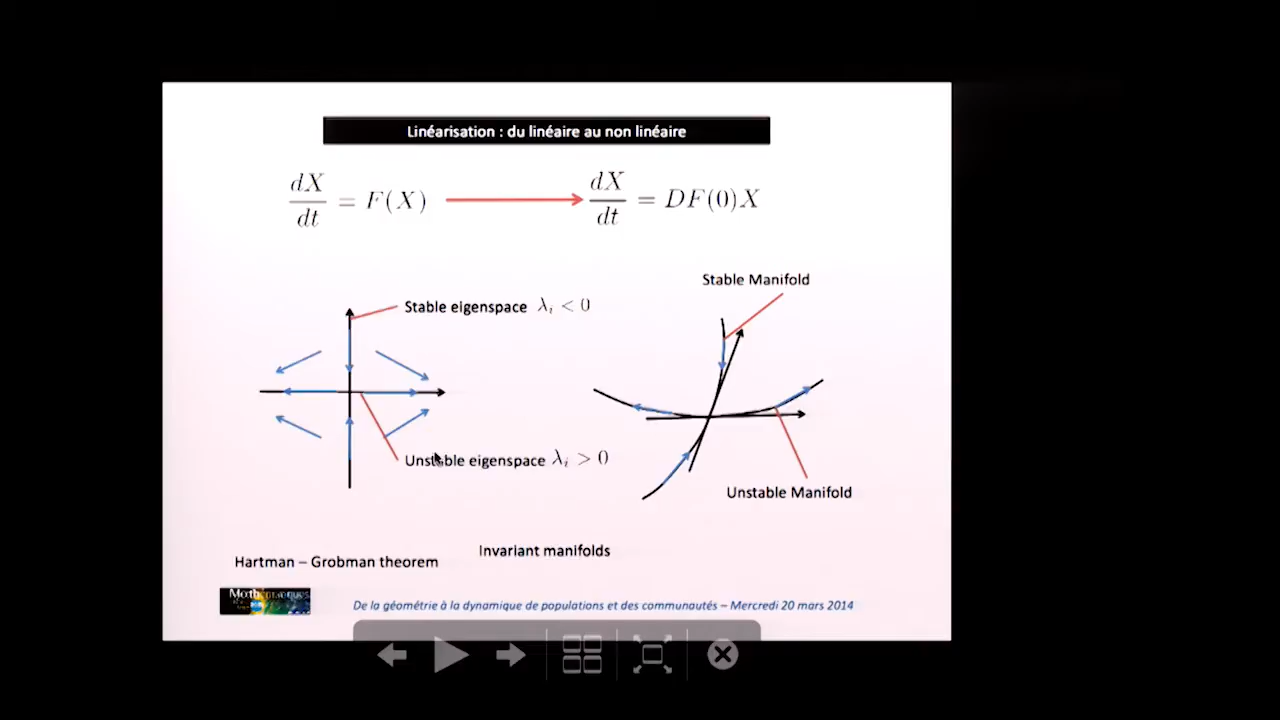 Linéarisation : du linéaire au non linéaire
dX/dt = F(X)
dX/dt = DF(0)X
Stable Manifold
Stable eigenspace λᵢ < 0
Unstable eigenspace λᵢ > 0
Unstable Manifold
Invariant manifolds
Hartman – Grobman theorem
De la géométrie à la dynamique de populations et des communautés – Mercredi 20 mars 2014